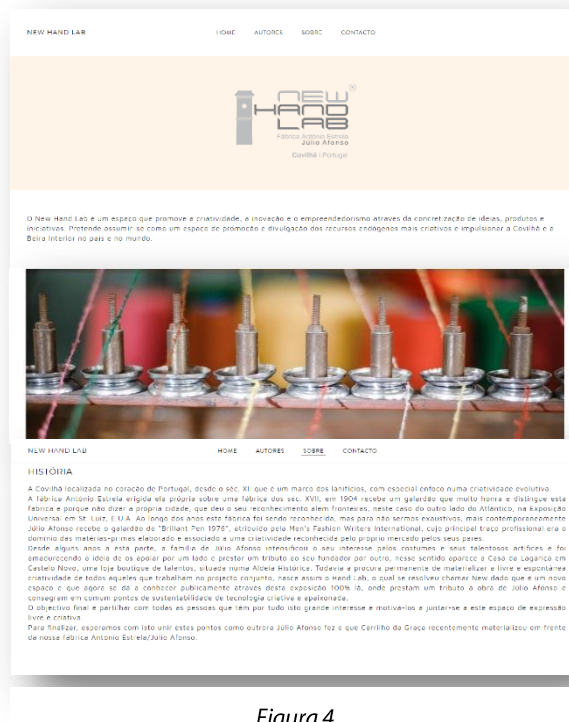 NEW HAND LAB HOME AUTORES SOBRE CONTACTO
NEW
HAND
LAB
Fábrica António Estrela
Júlio Afonso
Covilhã | Portugal
O New Hand Lab é um espaço que promove a criatividade, a inovação e o empreendedorismo através da concretização de ideias, produtos e
iniciativas. Pretende assumir-se como um espaço de promoção e divulgação dos recursos endógenos mais criativos e impulsionar a Covilhã e a
Beira Interior no país e no mundo.
NEW HAND LAB HOME AUTORES SOBRE CONTACTO
HISTÓRIA
A Covilhã localizada no coração de Portugal, desde o séc. XII que é um marco dos lanifícios, com especial enfoco numa criatividade evolutiva.
A fábrica António Estrela erigida ela própria sobre uma fábrica dos séc. XVII, em 1904 recebe um galardão que muito honra e distingue esta
fábrica e porque não dizer a própria cidade, que deu o seu reconhecimento além fronteiras, neste caso do outro lado do Atlântico, na Exposição
Universal em St. Luiz, E.U.A. Ao longo dos anos esta fábrica foi sendo reconhecida, mas para não sermos exaustivos, mais contemporaneamente
Júlio Afonso recebe o galardão de "Brillant Pen 1976", atribuído pela Men's Fashion Writers International, cujo principal traço profissional era o
domínio das matérias-primas elaborado e associado a uma criatividade reconhecida pelo próprio mercado pelos seus pares.
Desde alguns anos a esta parte, a família de Júlio Afonso intensificou o seu interesse pelos costumes e seus talentosos artífices e foi
amadurecendo a ideia de os apoiar por um lado e prestar um tributo ao seu fundador por outro, nesse sentido aparece a Casa da Lagariça em
Castelo Novo, uma loja boutique de talentos, situada numa Aldeia Histórica. Todavia a procura permanente de materializar a livre e espontânea
criatividade de todos aqueles que trabalham no projecto conjunto, nasce assim o Hand Lab, o qual se resolveu chamar New dado que é um novo
espaço e que agora se dá a conhecer publicamente através desta exposição 100% lã, onde prestam um tributo à obra de Júlio Afonso e
consagram em comum pontos de sustentabilidade de tecnologia criativa e apaixonada.
O objectivo final é partilhar com todas as pessoas que têm por tudo isto grande interesse e motivá-los a juntar-se a este espaço de expressão
livre e criativa.
Para finalizar, esperamos com isto unir estes pontos como outrora Júlio Afonso fez e que Carrilho da Graça recentemente materializou em frente
da nossa fábrica António Estrela/Júlio Afonso.
Figura 4